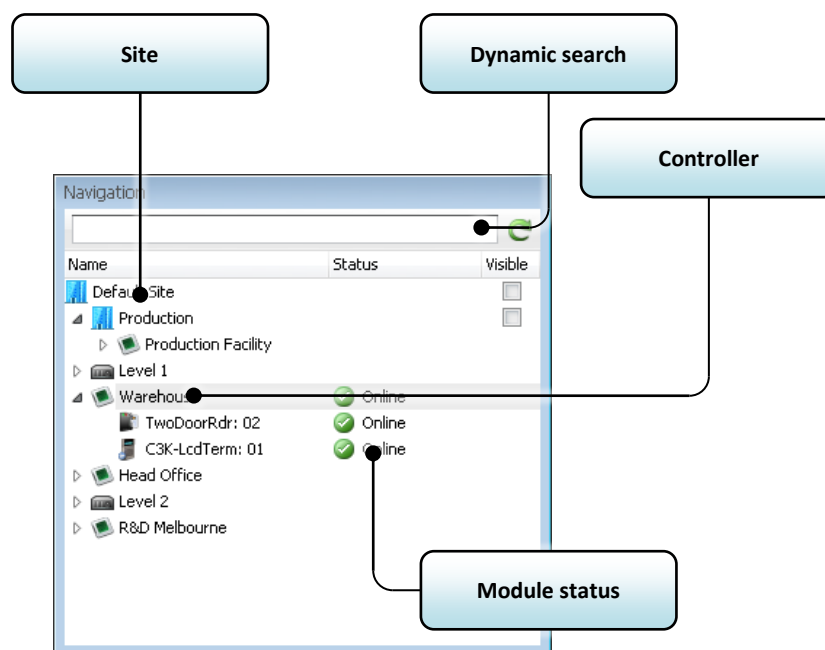 Site
Dynamic search
Controller
Navigation
Name Status Visible
Default Site
Production
Production Facility
Level 1
Warehouse Online
TwoDoorRdr: 02 Online
C3K-LcdTerm: 01 Online
Head Office
Level 2
R&D Melbourne
Module status